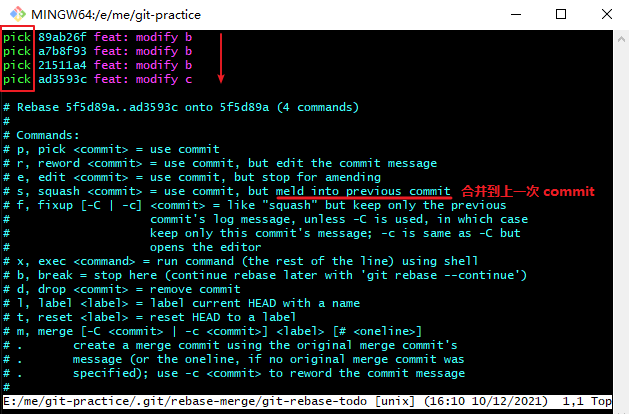 MINGW64:/e/me/git-practice
pick 89ab26f feat: modify b
pick a7b8f93 feat: modify b
pick 21511a4 feat: modify b
pick ad3593c feat: modify c
# Rebase 5f5d89a..ad3593c onto 5f5d89a (4 commands)
#
# Commands:
# p, pick <commit> = use commit
# r, reword <commit> = use commit, but edit the commit message
# e, edit <commit> = use commit, but stop for amending
# s, squash <commit> = use commit, but meld into previous commit 合并到上一次 commit
# f, fixup [-C | -c] <commit> = like "squash" but keep only the previous
#                    commit's log message, unless -C is used, in which case
#                    keep only this commit's message; -c is same as -C but
#                    opens the editor
# x, exec <command> = run command (the rest of the line) using shell
# b, break = stop here (continue rebase later with 'git rebase --continue')
# d, drop <commit> = remove commit
# l, label <label> = label current HEAD with a name
# t, reset <label> = reset HEAD to a label
# m, merge [-C <commit> | -c <commit>] <label> [# <oneline>]
# .       create a merge commit using the original merge commit's
# .       message (or the oneline, if no original merge commit was
# .       specified); use -c <commit> to reword the commit message
#
E:/me/git-practice/.git/rebase-merge/git-rebase-todo [unix] (16:10 10/12/2021) 1,1 Top